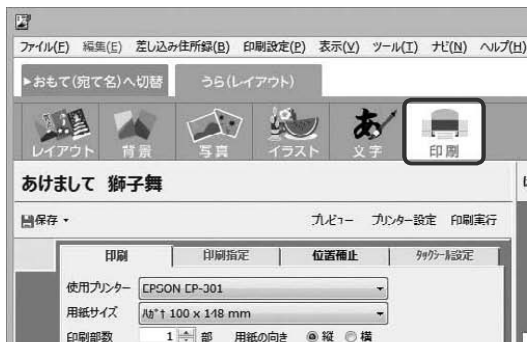 ファイル(F) 編集(E) 差し込み住所録(B) 印刷設定(P) 表示(V) ツール(T) ナビ(N) ヘルプ(H)
▶おもて(宛て名)へ切替 うら(レイアウト)
レイアウト 背景 写真 イラスト 文字 印刷
あけまして 獅子舞
保存 プレビュー プリンター設定 印刷実行
印刷 印刷指定 位置補正 タックシール設定
使用プリンター EPSON EP-301
用紙サイズ ハガキ 100 x 148 mm
印刷部数 1 部 用紙の向き 縦 横